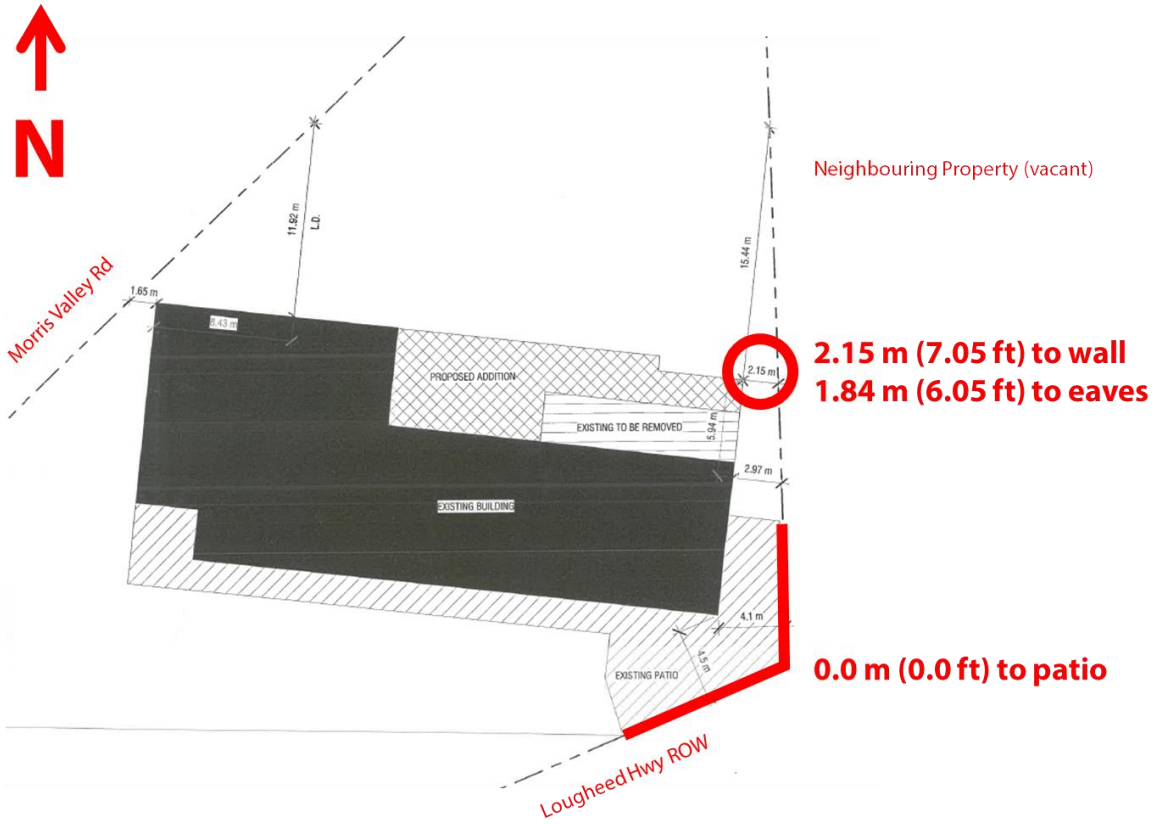 N
Neighbouring Property (vacant)
11.92 m
L.D.
15.44 m
Morris Valley Rd
1.65 m
8.43 m
2.15 m
2.15 m (7.05 ft) to wall
1.84 m (6.05 ft) to eaves
PROPOSED ADDITION
EXISTING TO BE REMOVED
5.94 m
2.97 m
EXISTING BUILDING
4.1 m
4.5 m
EXISTING PATIO
0.0 m (0.0 ft) to patio
Lougheed Hwy ROW